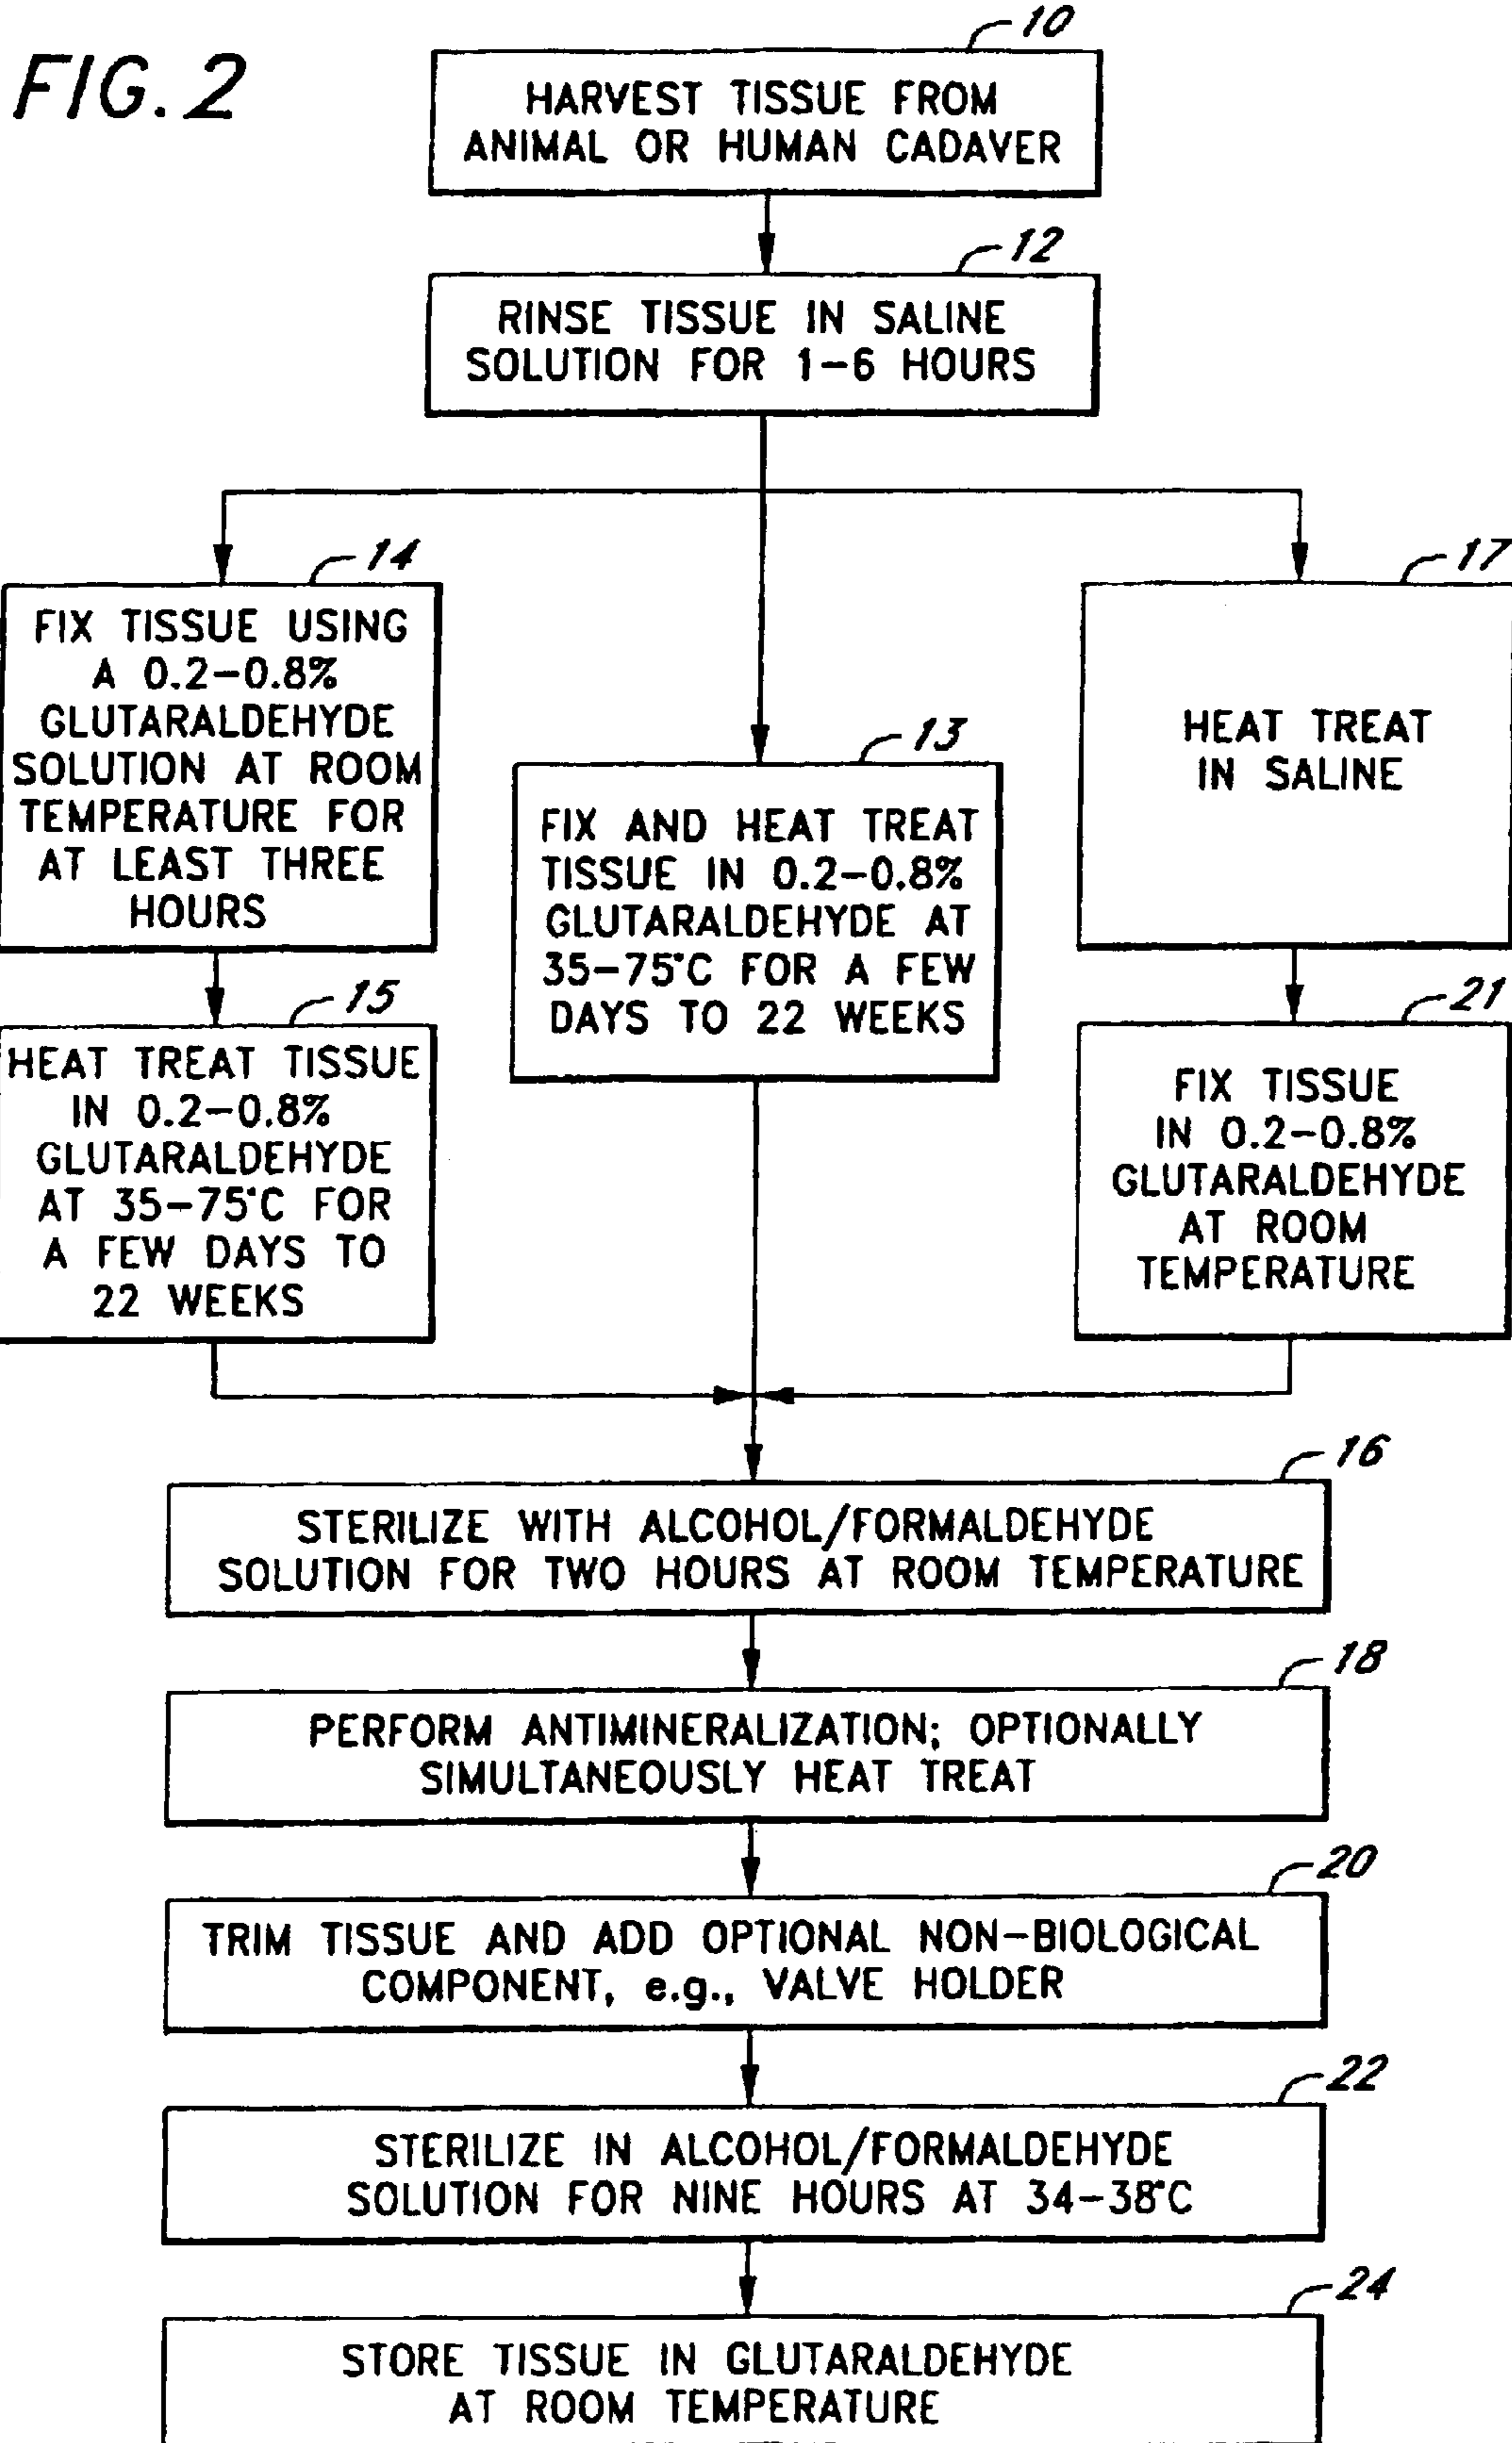 FIG. 2
10
HARVEST TISSUE FROM
ANIMAL OR HUMAN CADAVER
12
RINSE TISSUE IN SALINE
SOLUTION FOR 1-6 HOURS
14
FIX TISSUE USING
A 0.2-0.8%
GLUTARALDEHYDE
SOLUTION AT ROOM
TEMPERATURE FOR
AT LEAST THREE
HOURS
15
HEAT TREAT TISSUE
IN 0.2-0.8%
GLUTARALDEHYDE
AT 35-75°C FOR
A FEW DAYS TO
22 WEEKS
13
FIX AND HEAT TREAT
TISSUE IN 0.2-0.8%
GLUTARALDEHYDE AT
35-75°C FOR A FEW
DAYS TO 22 WEEKS
17
HEAT TREAT
IN SALINE
21
FIX TISSUE
IN 0.2-0.8%
GLUTARALDEHYDE
AT ROOM
TEMPERATURE
16
STERILIZE WITH ALCOHOL/FORMALDEHYDE
SOLUTION FOR TWO HOURS AT ROOM TEMPERATURE
18
PERFORM ANTIMINERALIZATION; OPTIONALLY
SIMULTANEOUSLY HEAT TREAT
20
TRIM TISSUE AND ADD OPTIONAL NON-BIOLOGICAL
COMPONENT, e.g., VALVE HOLDER
22
STERILIZE IN ALCOHOL/FORMALDEHYDE
SOLUTION FOR NINE HOURS AT 34-38°C
24
STORE TISSUE IN GLUTARALDEHYDE
AT ROOM TEMPERATURE